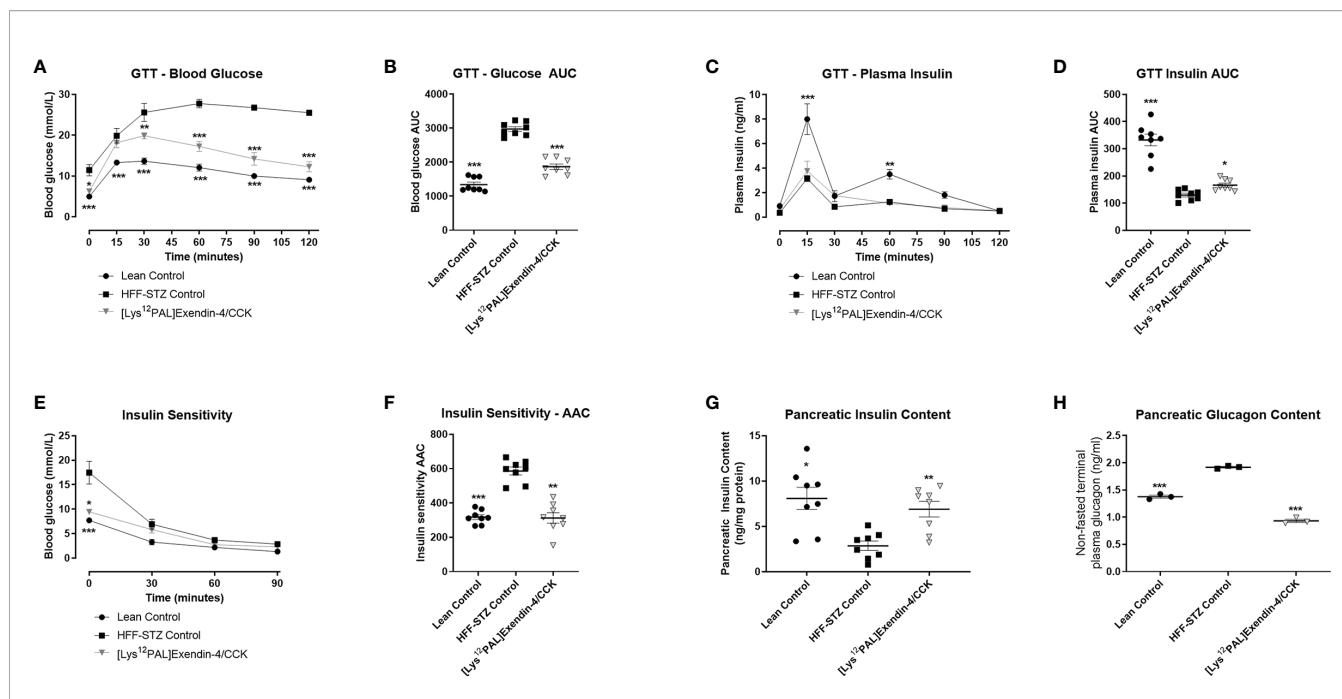 A
GTT - Blood Glucose
Blood glucose (mmol/L)
30
20
10
0
**
***
***
***
*
***
***
***
***
***
***
0 15 30 45 60 75 90 105 120
Time (minutes)
Lean Control
HFF-STZ Control
[Lys¹²PAL]Exendin-4/CCK
B
GTT - Glucose AUC
Blood glucose AUC
4000
3000
2000
1000
0
***
***
Lean Control
HFF-STZ Control
[Lys¹²PAL]Exendin-4/CCK
C
GTT - Plasma Insulin
Plasma Insulin (ng/ml)
10
8
6
4
2
0
***
**
0 15 30 45 60 75 90 105 120
Time (minutes)
Lean Control
HFF-STZ Control
[Lys¹²PAL]Exendin-4/CCK
D
GTT Insulin AUC
Plasma Insulin AUC
500
400
300
200
100
0
***
*
Lean Control
HFF-STZ Control
[Lys¹²PAL]Exendin-4/CCK
E
Insulin Sensitivity
Blood glucose (mmol/L)
25
20
15
10
5
0
*
***
0 30 60 90
Time (minutes)
Lean Control
HFF-STZ Control
[Lys¹²PAL]Exendin-4/CCK
F
Insulin Sensitivity - AAC
Insulin sensitivity AAC
800
600
400
200
0
***
**
Lean Control
HFF-STZ Control
[Lys¹²PAL]Exendin-4/CCK
G
Pancreatic Insulin Content
Pancreatic Insulin Content
(ng/mg protein)
15
10
5
0
*
**
Lean Control
HFF-STZ Control
[Lys¹²PAL]Exendin-4/CCK
H
Pancreatic Glucagon Content
Non-fasted terminal
plasma glucagon (ng/ml)
2.5
2.0
1.5
1.0
0.5
0.0
***
***
Lean Control
HFF-STZ Control
[Lys¹²PAL]Exendin-4/CCK